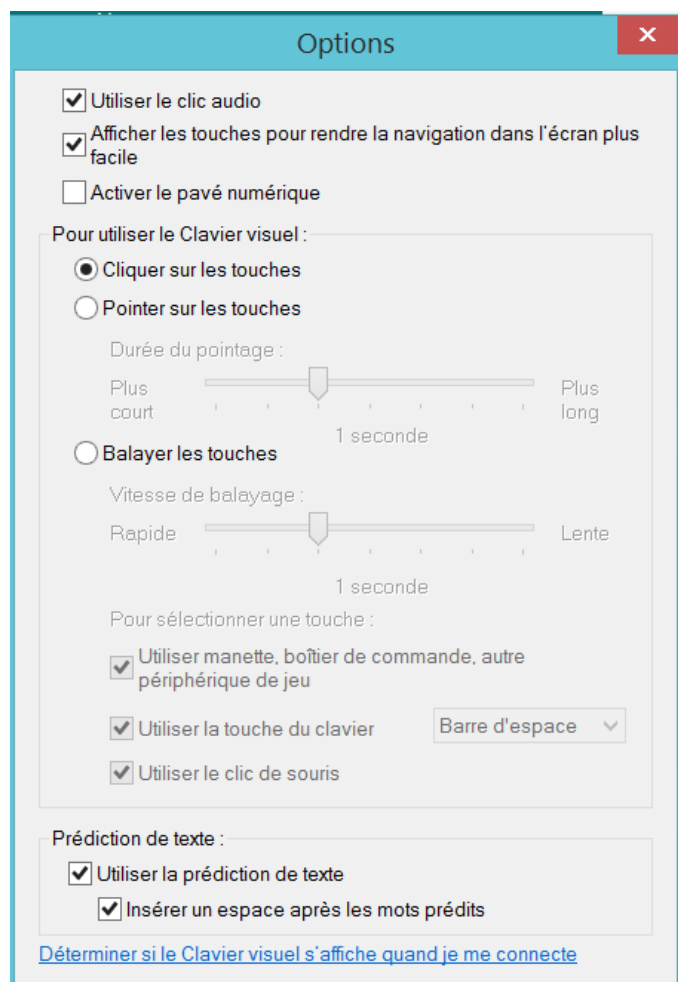 Options
Utiliser le clic audio
Afficher les touches pour rendre la navigation dans l'écran plus
facile
Activer le pavé numérique
Pour utiliser le Clavier visuel :
Cliquer sur les touches
Pointer sur les touches
Durée du pointage :
Plus
court
Plus
long
1 seconde
Balayer les touches
Vitesse de balayage :
Rapide
Lente
1 seconde
Pour sélectionner une touche :
Utiliser manette, boîtier de commande, autre
périphérique de jeu
Utiliser la touche du clavier
Barre d'espace
Utiliser le clic de souris
Prédiction de texte :
Utiliser la prédiction de texte
Insérer un espace après les mots prédits
Déterminer si le Clavier visuel s'affiche quand je me connecte